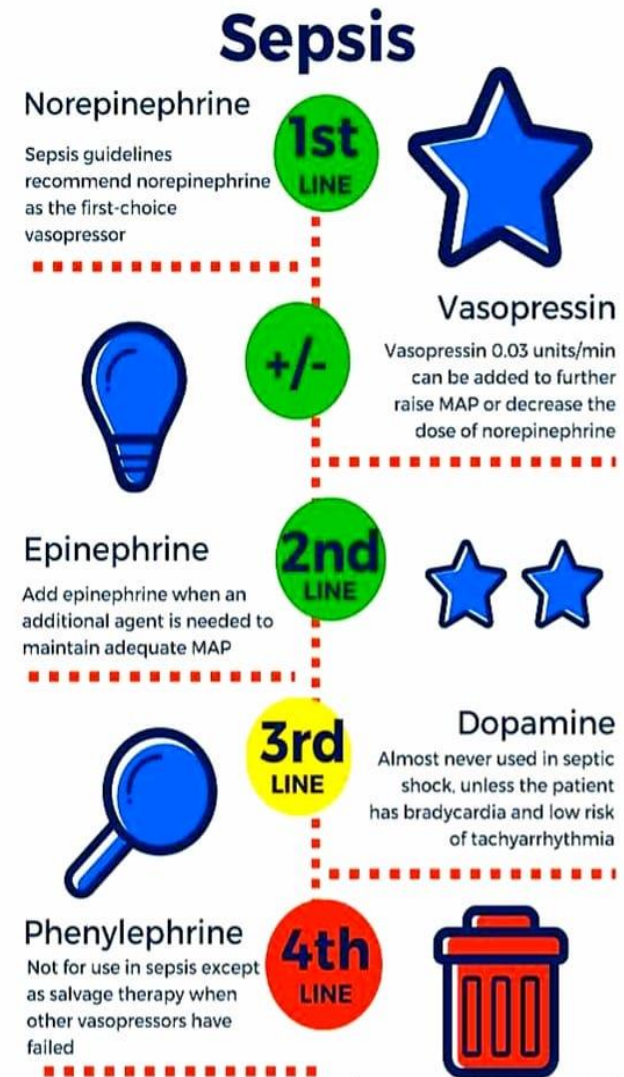 Sepsis
Norepinephrine
1st
LINE
Sepsis guidelines
recommend norepinephrine
as the first-choice
vasopressor
Vasopressin
+/-
Vasopressin 0.03 units/min
can be added to further
raise MAP or decrease the
dose of norepinephrine
Epinephrine
2nd
LINE
Add epinephrine when an
additional agent is needed to
maintain adequate MAP
Dopamine
3rd
LINE
Almost never used in septic
shock, unless the patient
has bradycardia and low risk
of tachyarrhythmia
Phenylephrine
4th
LINE
Not for use in sepsis except
as salvage therapy when
other vasopressors have
failed